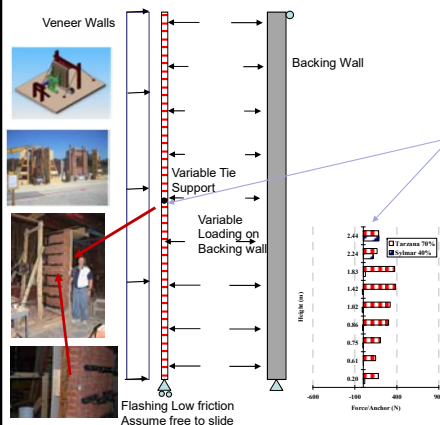 Veneer Walls
Backing Wall
Variable Tie
Support
Variable
Loading on
Backing wall
Flashing Low friction
Assume free to slide
Tarzana 70%
Sylmar 40%
Height (m)
2.44
2.24
1.83
1.42
1.02
0.86
0.75
0.61
0.20
-600 -100 400 90
Force/Anchor (N)